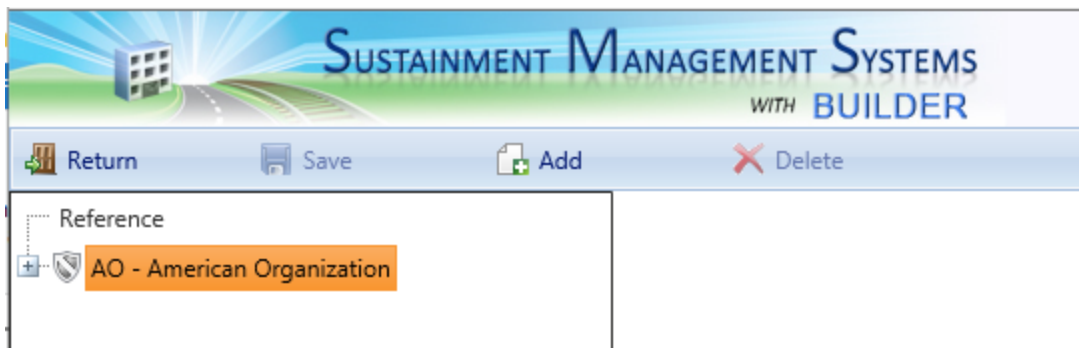 SUSTAINMENT MANAGEMENT SYSTEMS
WITH BUILDER
Return Save Add Delete
Reference
AO - American Organization